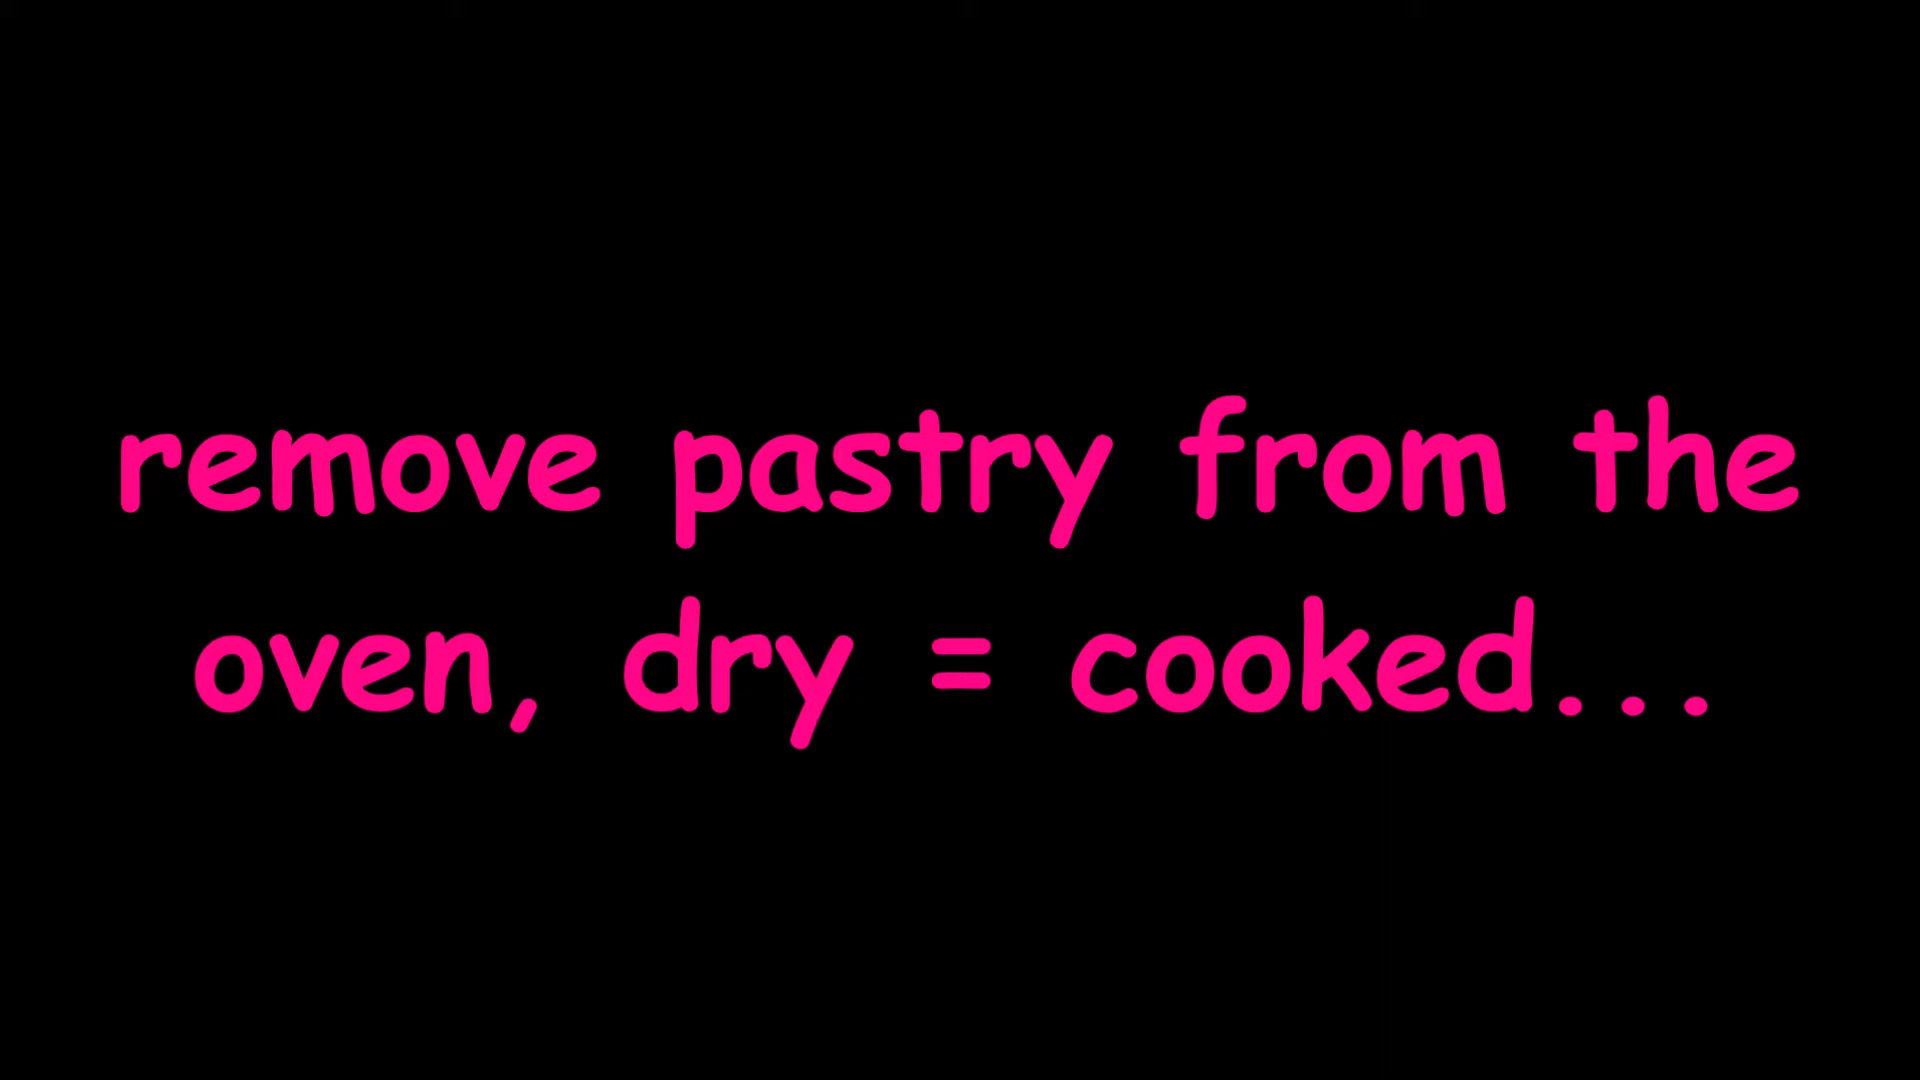 remove pastry from the
oven, dry = cooked...